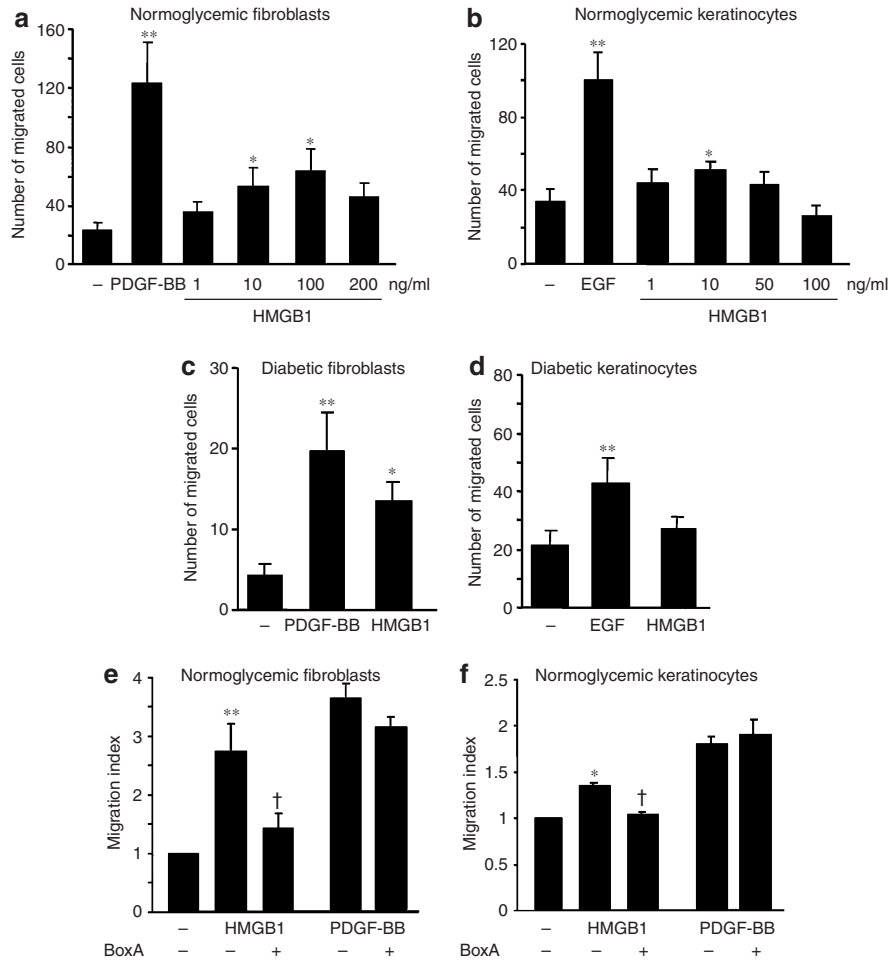 a Normoglycemic fibroblasts
Number of migrated cells
160
120
80
40
0
**
*
*
– PDGF-BB 1 10 100 200 ng/ml
HMGB1
b Normoglycemic keratinocytes
Number of migrated cells
120
80
40
0
**
*
– EGF 1 10 50 100 ng/ml
HMGB1
c Diabetic fibroblasts
Number of migrated cells
30
20
10
0
**
*
– PDGF-BB HMGB1
d Diabetic keratinocytes
Number of migrated cells
80
60
40
20
0
**
– EGF HMGB1
e Normoglycemic fibroblasts
Migration index
4
3
2
1
0
**
†
– HMGB1 PDGF-BB
BoxA – – + – +
f Normoglycemic keratinocytes
Migration index
2.5
2
1.5
1
0.5
0
*
†
– HMGB1 PDGF-BB
BoxA – – + – +